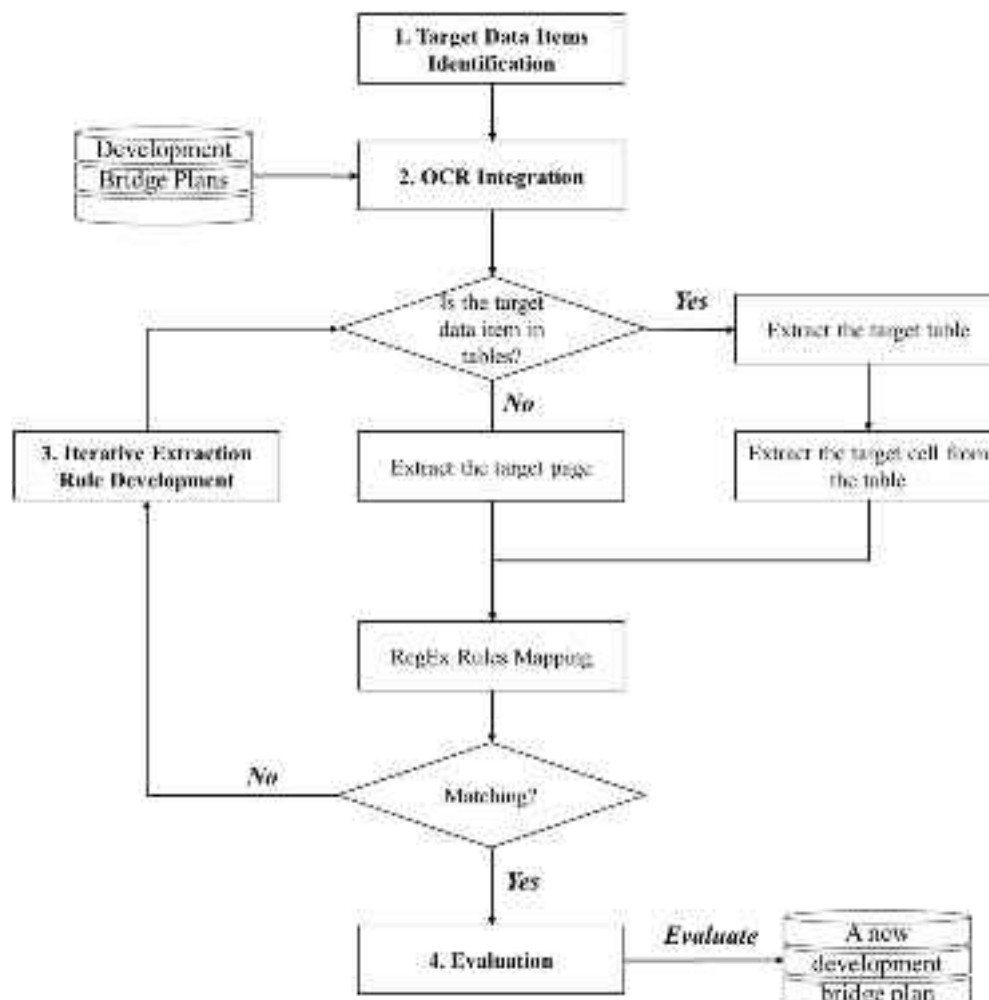 1. Target Data Items
Identification
Development
Bridge Plans
2. OCR Integration
Is the target
data item in
tables?
Yes
Extract the target table
No
3. Iterative Extraction
Rule Development
Extract the target page
Extract the target cell from
the table
RegEx Rules Mapping
No
Matching?
Yes
4. Evaluation
Evaluate
A new
development
bridge plan